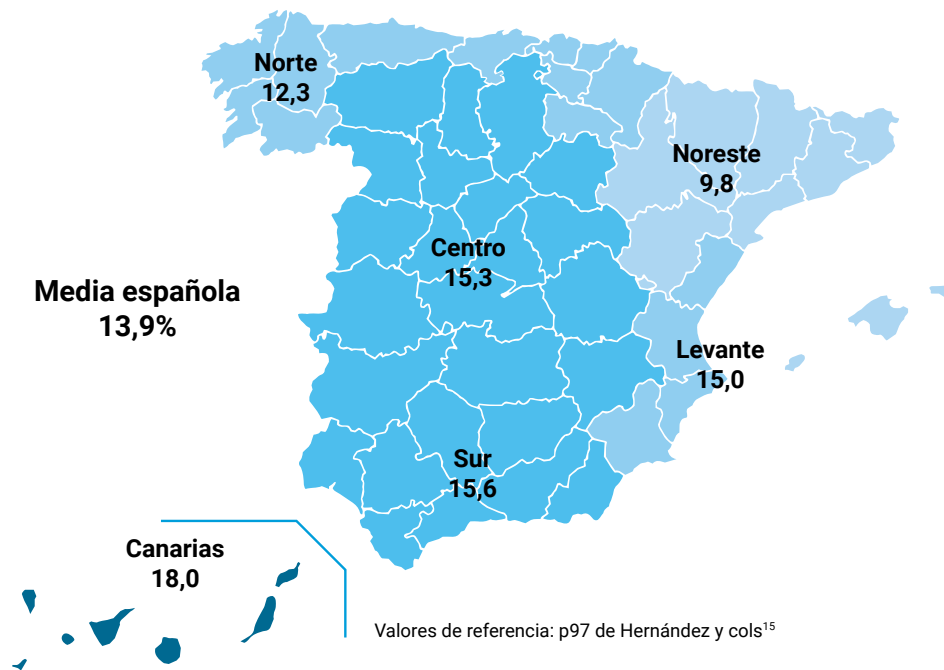 Norte
12,3
Noreste
9,8
Centro
15,3
Media española
13,9%
Levante
15,0
Sur
15,6
Canarias
18,0
Valores de referencia: p97 de Hernández y cols¹⁵